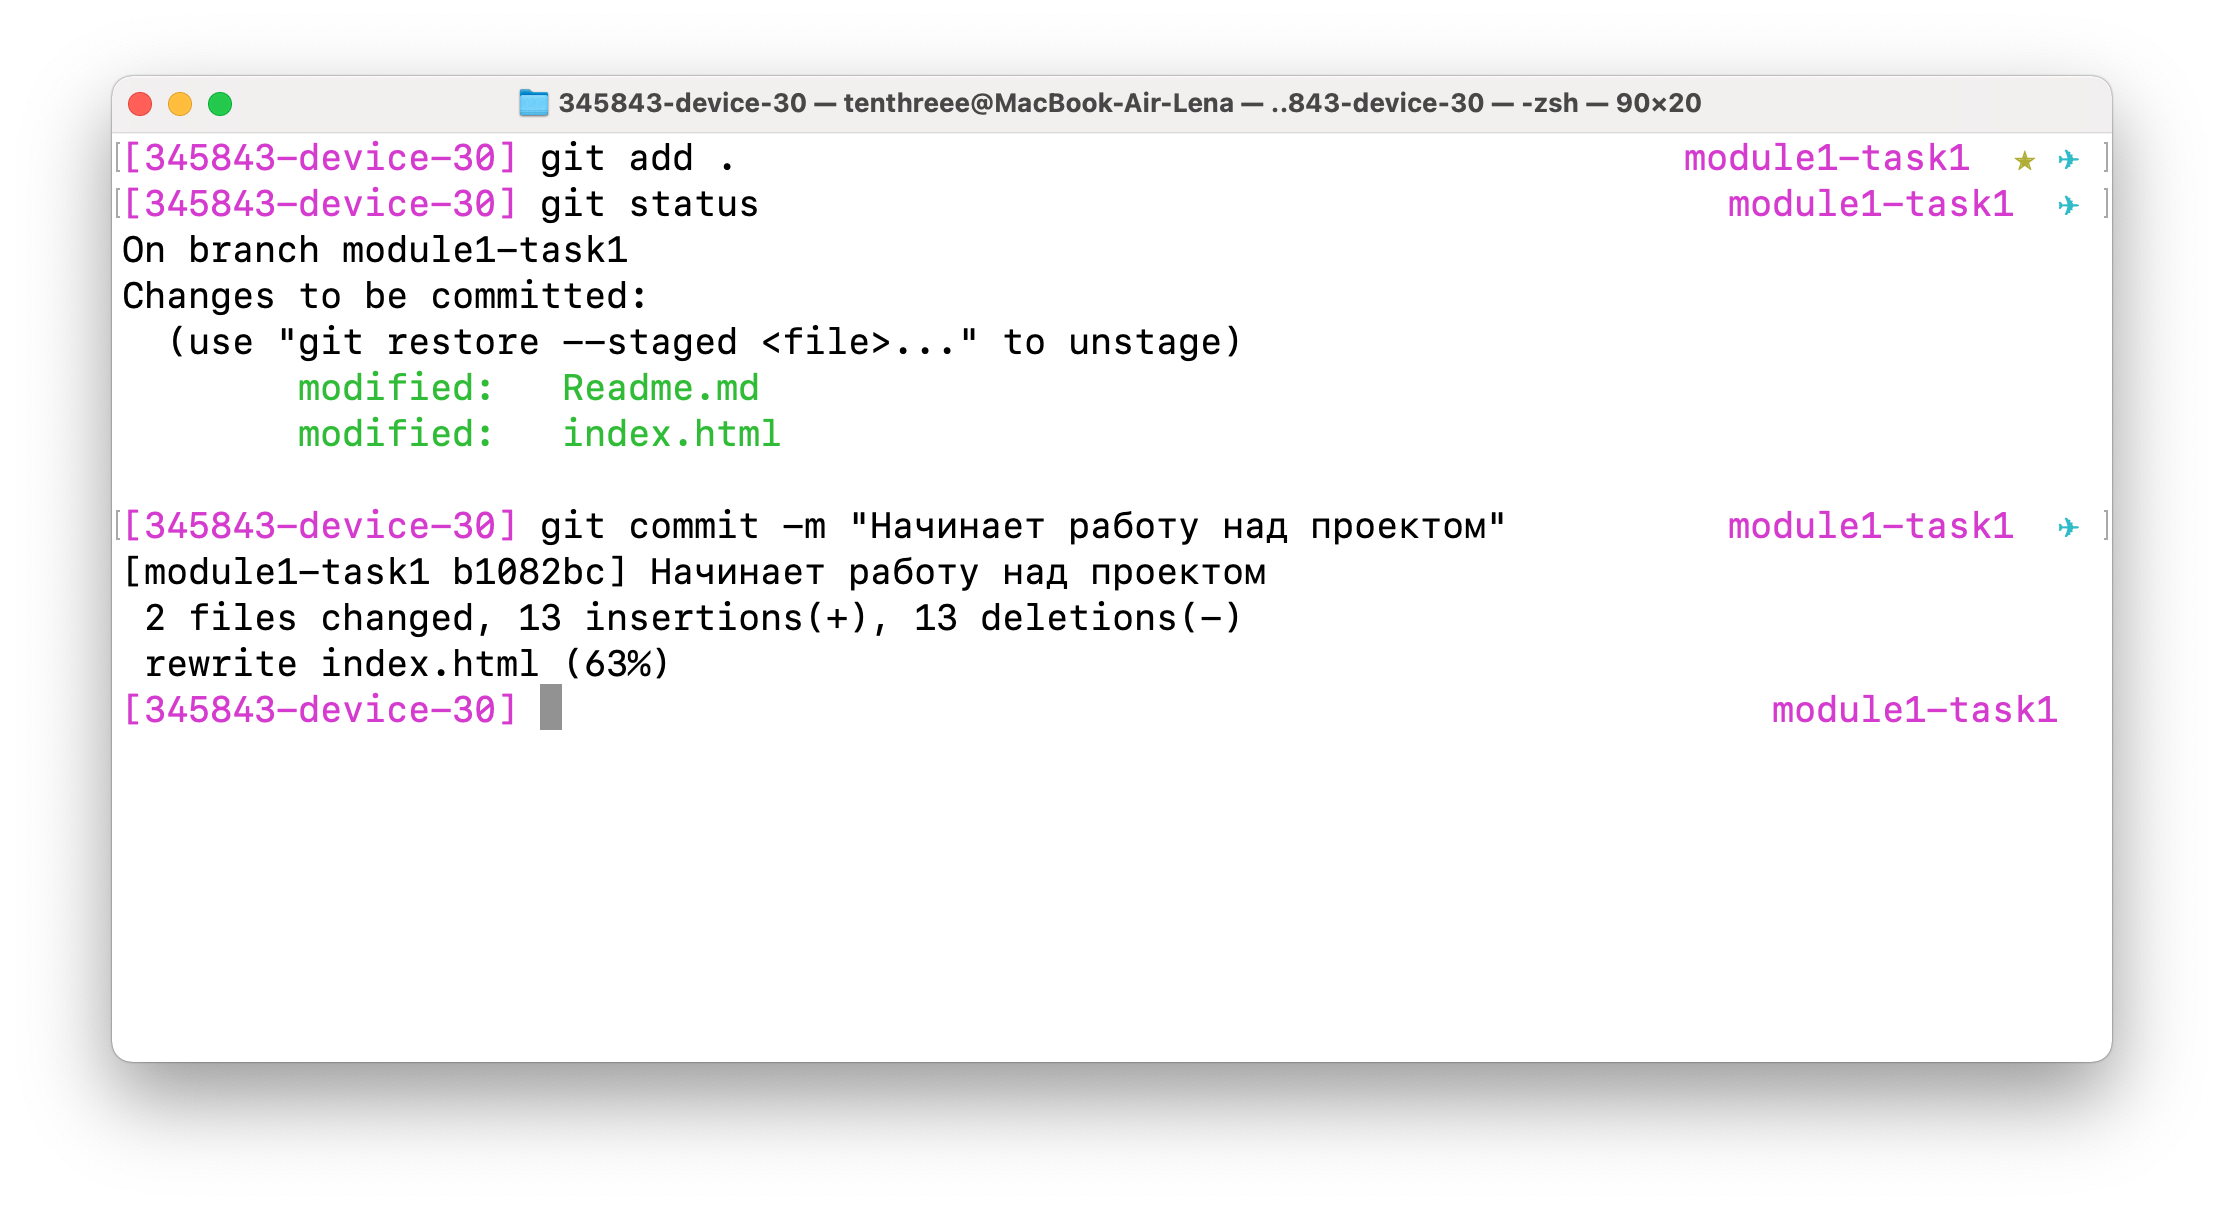 345843-device-30 — tenthreee@MacBook-Air-Lena — ..843-device-30 — -zsh — 90×20
[345843-device-30] git add . module1-task1 ★ ✈
[345843-device-30] git status module1-task1 ✈
On branch module1-task1
Changes to be committed:
(use "git restore --staged <file>..." to unstage)
modified: Readme.md
modified: index.html
[345843-device-30] git commit -m "Начинает работу над проектом" module1-task1 ✈
[module1-task1 b1082bc] Начинает работу над проектом
2 files changed, 13 insertions(+), 13 deletions(-)
rewrite index.html (63%)
[345843-device-30] module1-task1